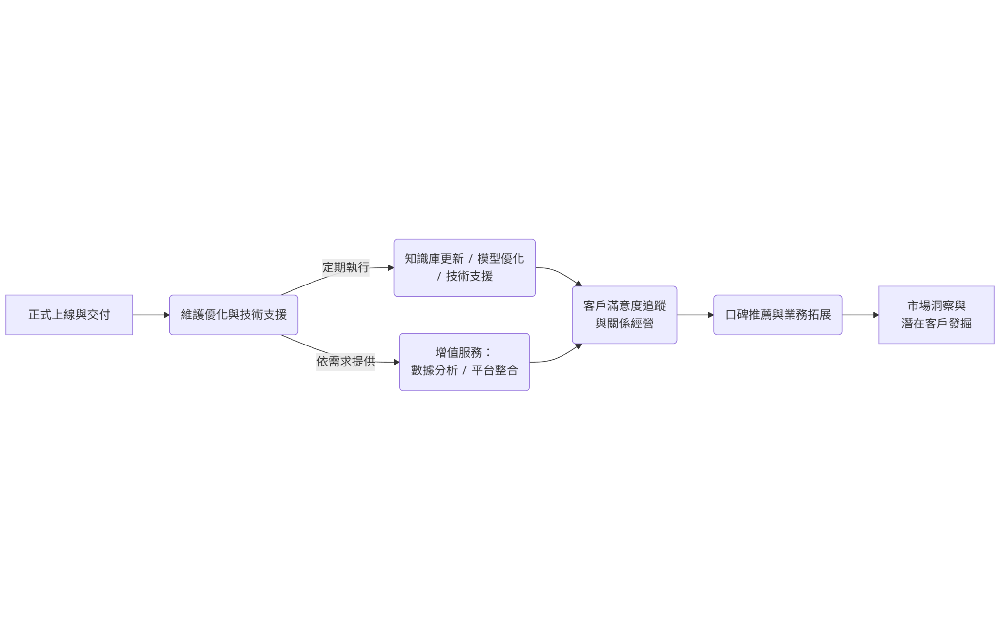 正式上線與交付
維護優化與技術支援
定期執行
依需求提供
知識庫更新 / 模型優化
/ 技術支援
增值服務：
數據分析 / 平台整合
客戶滿意度追蹤
與關係經營
口碑推薦與業務拓展
市場洞察與
潛在客戶發掘